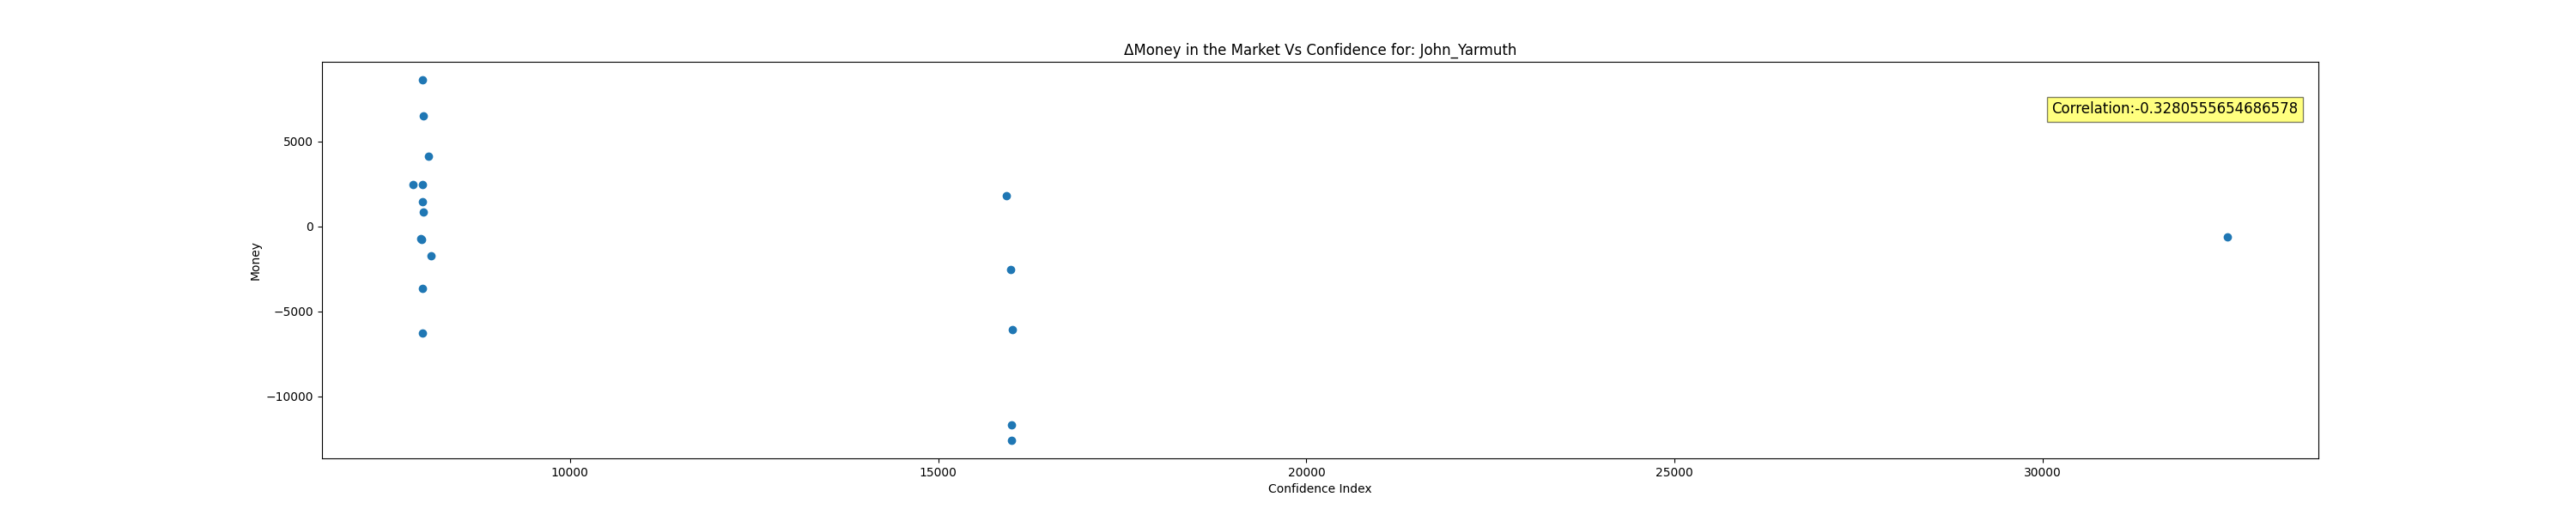 ΔMoney in the Market Vs Confidence for: John_Yarmuth
Correlation:-0.3280555654686578
5000
0
−5000
−10000
Money
10000 15000 20000 25000 30000
Confidence Index